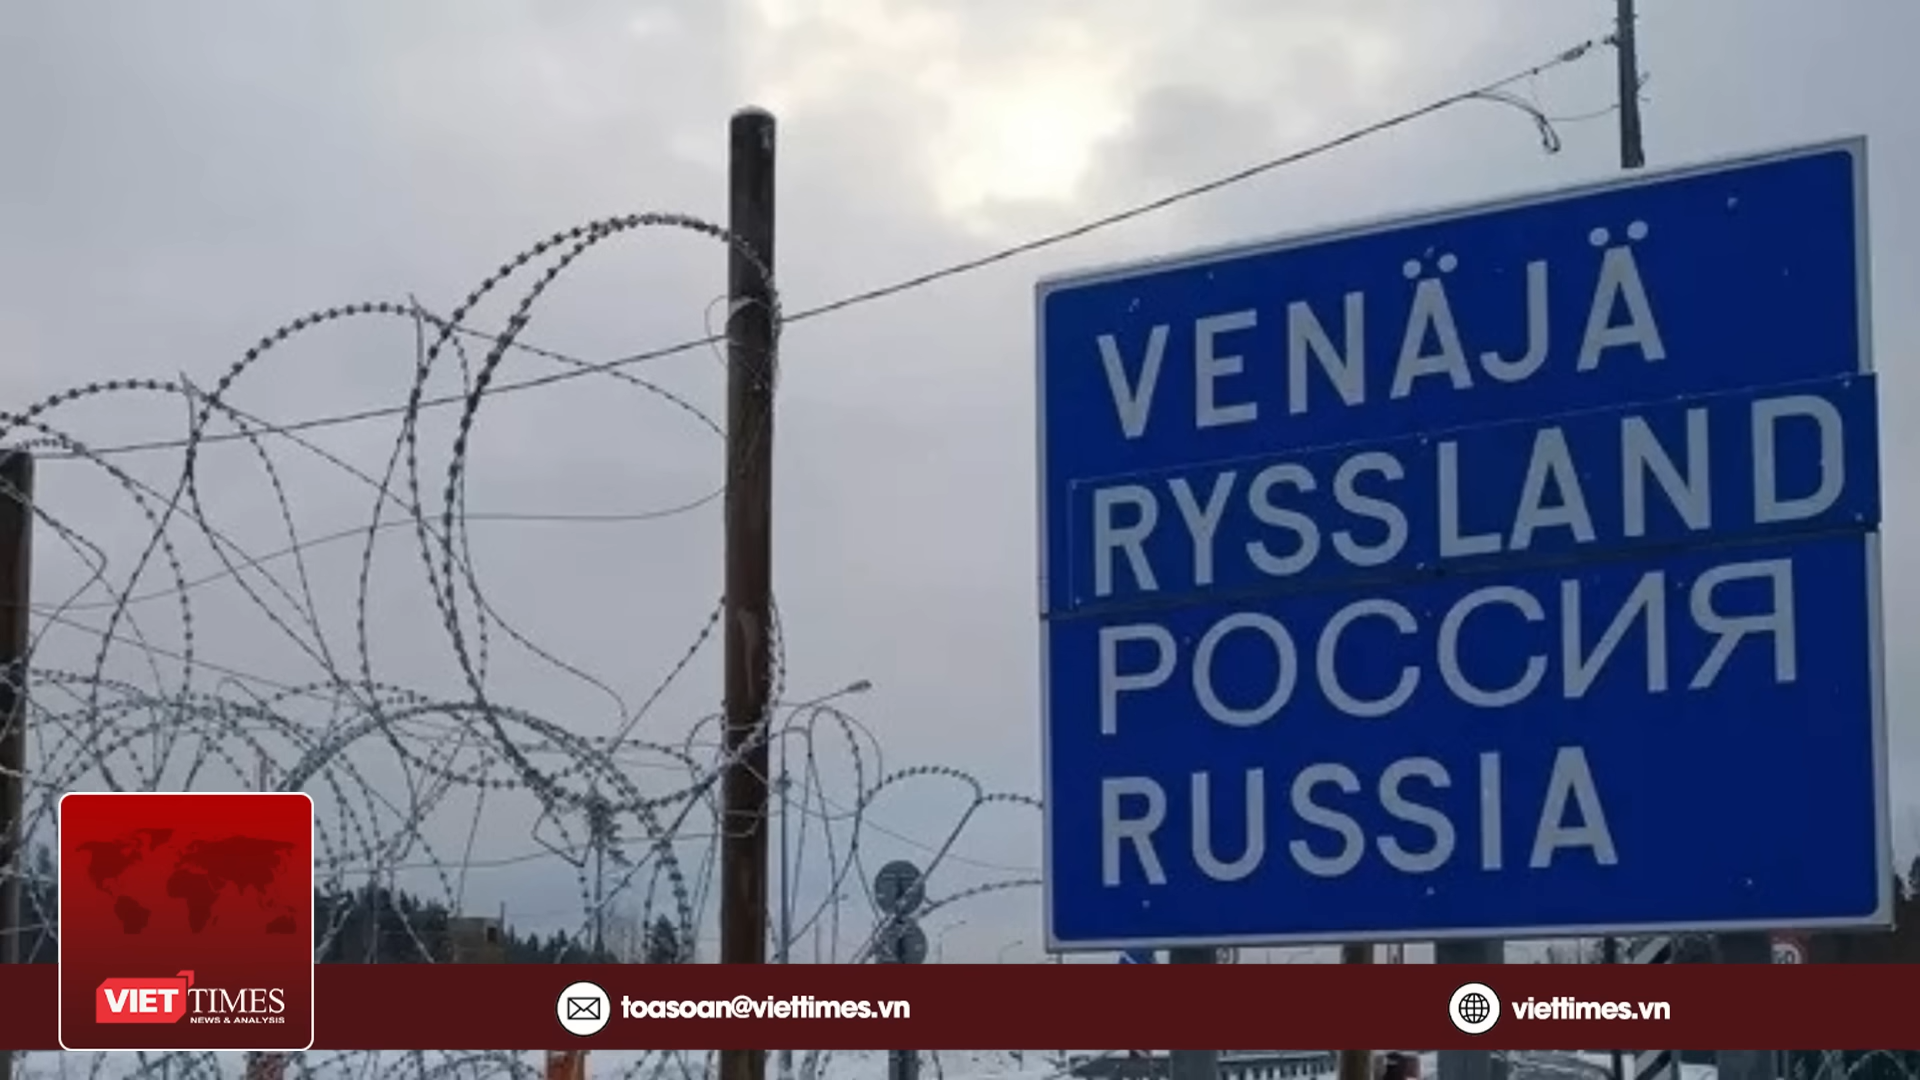 VENÄJÄ
RYSSLAND
РОССИЯ
RUSSIA
VIETTIMES
NEWS & ANALYSIS
toasoan@viettimes.vn
viettimes.vn